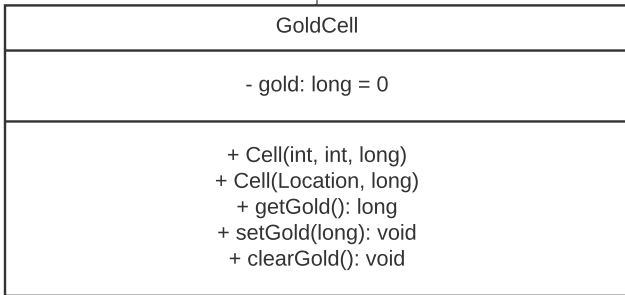 GoldCell
- gold: long = 0
+ Cell(int, int, long)
+ Cell(Location, long)
+ getGold(): long
+ setGold(long): void
+ clearGold(): void